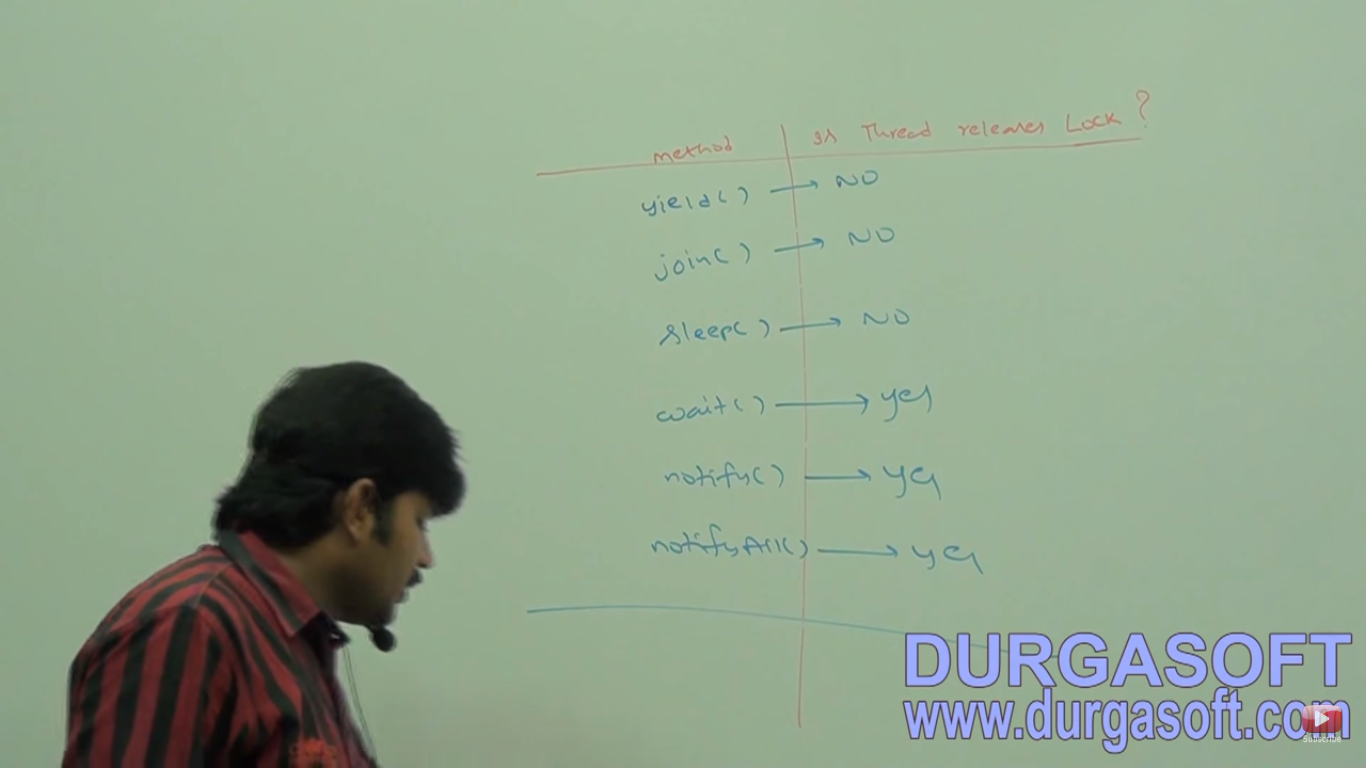 method Is Thread releases Lock?
yield() → NO
join() → NO
sleep() → NO
wait() → yes
notify() → yes
notifyAll() → yes
DURGASOFT
www.durgasoft.com
SUBSCRIBE